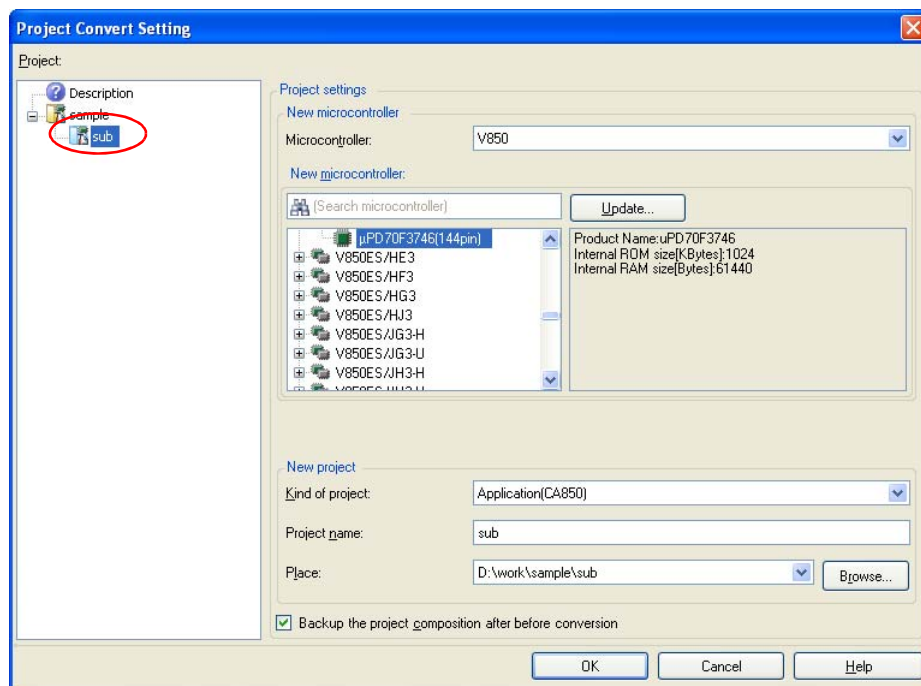 Project Convert Setting
Project:
Description
sample
sub
Project settings
New microcontroller
Microcontroller:
V850
New microcontroller:
(Search microcontroller)
Update...
µPD70F3746(144pin)
V850ES/HE3
V850ES/HF3
V850ES/HG3
V850ES/HJ3
V850ES/JG3-H
V850ES/JG3-U
V850ES/JH3-H
Product Name:uPD70F3746
Internal ROM size[KBytes]:1024
Internal RAM size[Bytes]:61440
New project
Kind of project:
Application(CA850)
Project name:
sub
Place:
D:\work\sample\sub
Browse...
Backup the project composition after before conversion
OK
Cancel
Help